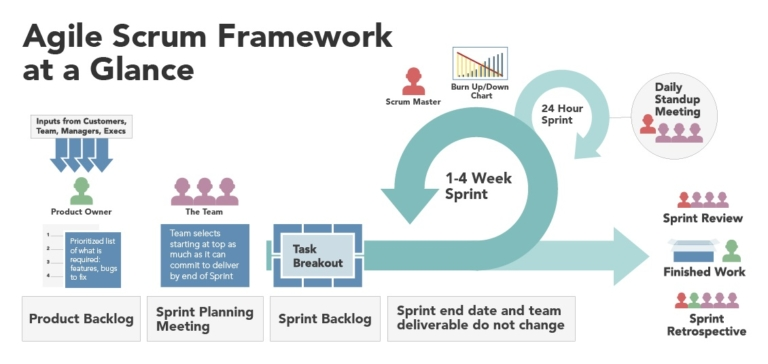 Agile Scrum Framework
at a Glance
Inputs from Customers,
Team, Managers, Execs
Product Owner
The Team
1
2
3
4
Prioritized list
of what is
required:
features, bugs
to fix
Team selects
starting at top as
much as it can
commit to deliver
by end of Sprint
Task
Breakout
Scrum Master
Burn Up/Down
Chart
1-4 Week
Sprint
24 Hour
Sprint
Daily
Standup
Meeting
Sprint Review
Finished Work
Sprint
Retrospective
Product Backlog
Sprint Planning
Meeting
Sprint Backlog
Sprint end date and team
deliverable do not change